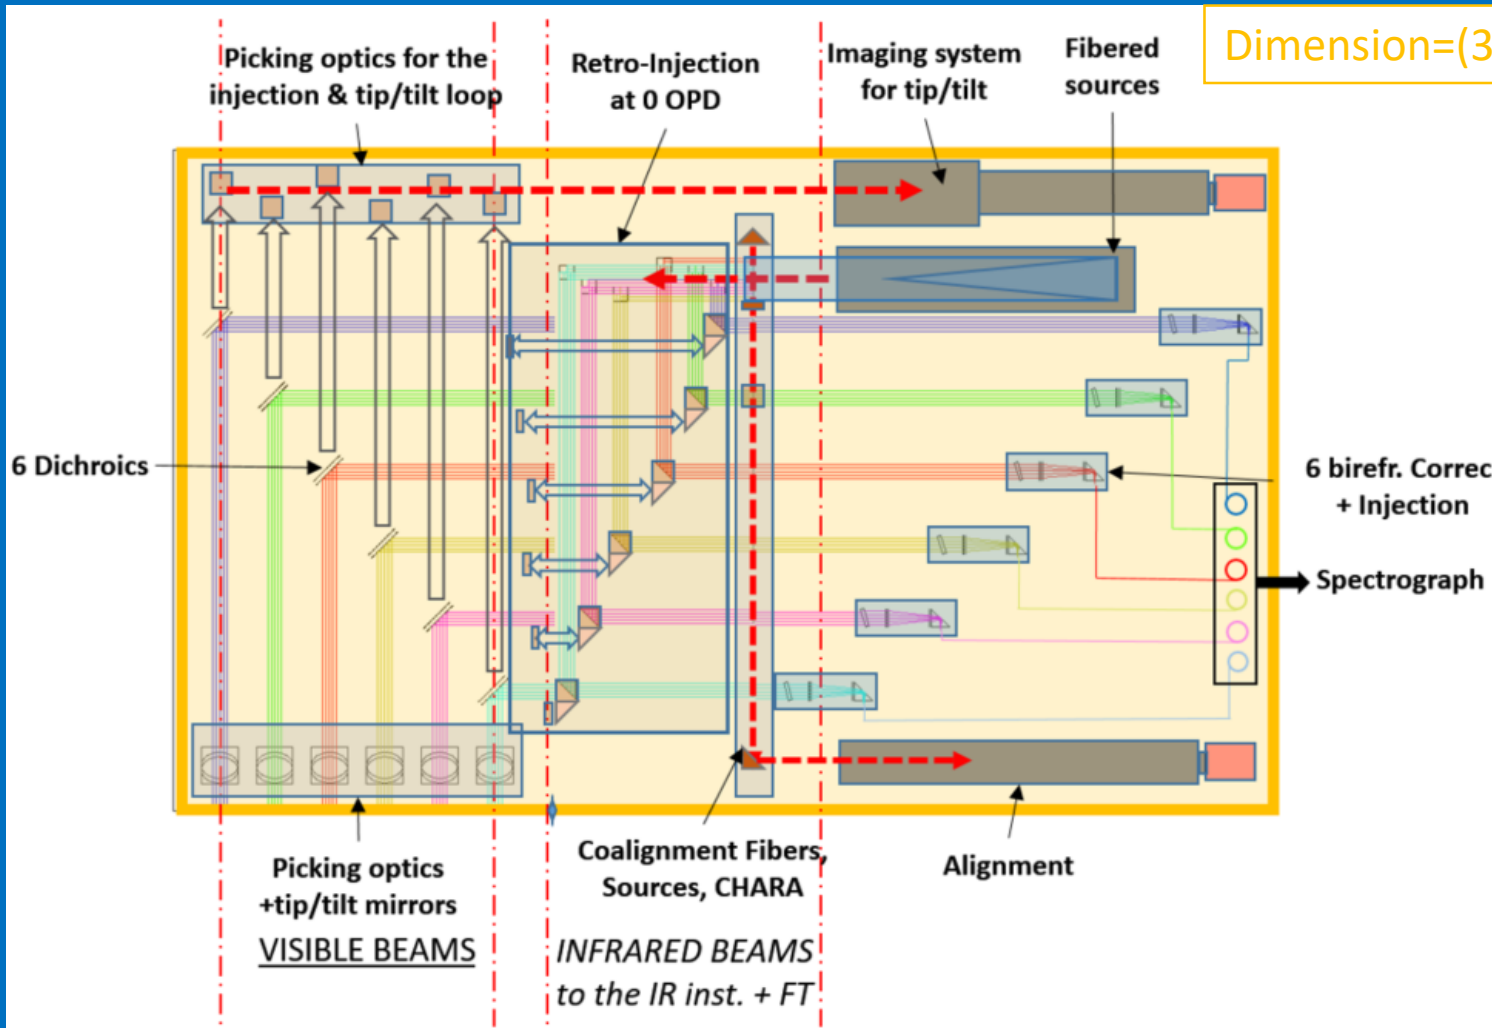 Dimension=(3
Picking optics for the
injection & tip/tilt loop
Retro-Injection
at 0 OPD
Imaging system
for tip/tilt
Fibered
sources
6 Dichroics
6 birefr. Correc
+ Injection
Spectrograph
Picking optics
+tip/tilt mirrors
VISIBLE BEAMS
Coalignment Fibers,
Sources, CHARA
INFRARED BEAMS
to the IR inst. + FT
Alignment